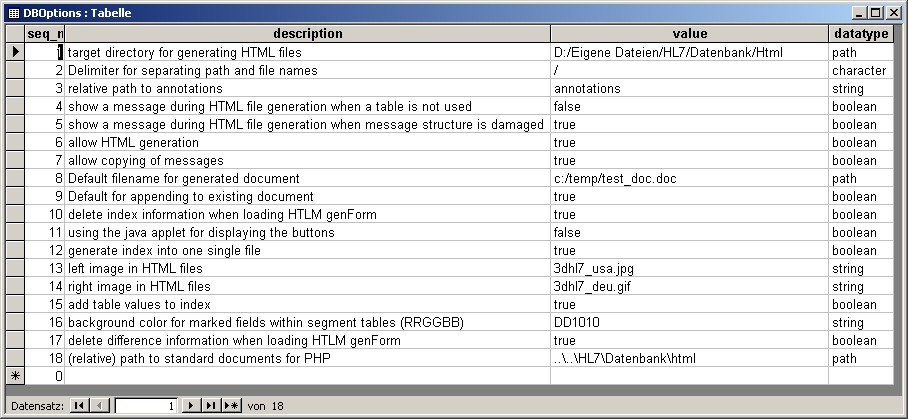 DBOptions : Tabelle
seq_n description value datatype
1 target directory for generating HTML files D:/Eigene Dateien/HL7/Datenbank/Html path
2 Delimiter for separating path and file names / character
3 relative path to annotations annotations string
4 show a message during HTML file generation when a table is not used false boolean
5 show a message during HTML file generation when message structure is damaged true boolean
6 allow HTML generation true boolean
7 allow copying of messages true boolean
8 Default filename for generated document c:/temp/test_doc.doc path
9 Default for appending to existing document true boolean
10 delete index information when loading HTLM genForm true boolean
11 using the java applet for displaying the buttons false boolean
12 generate index into one single file true boolean
13 left image in HTML files 3dhl7_usa.jpg string
14 right image in HTML files 3dhl7_deu.gif string
15 add table values to index true boolean
16 background color for marked fields within segment tables (RRGGBB) DD1010 string
17 delete difference information when loading HTLM genForm true boolean
18 (relative) path to standard documents for PHP ..\..\HL7\Datenbank\html path
0
Datensatz: 1 von 18